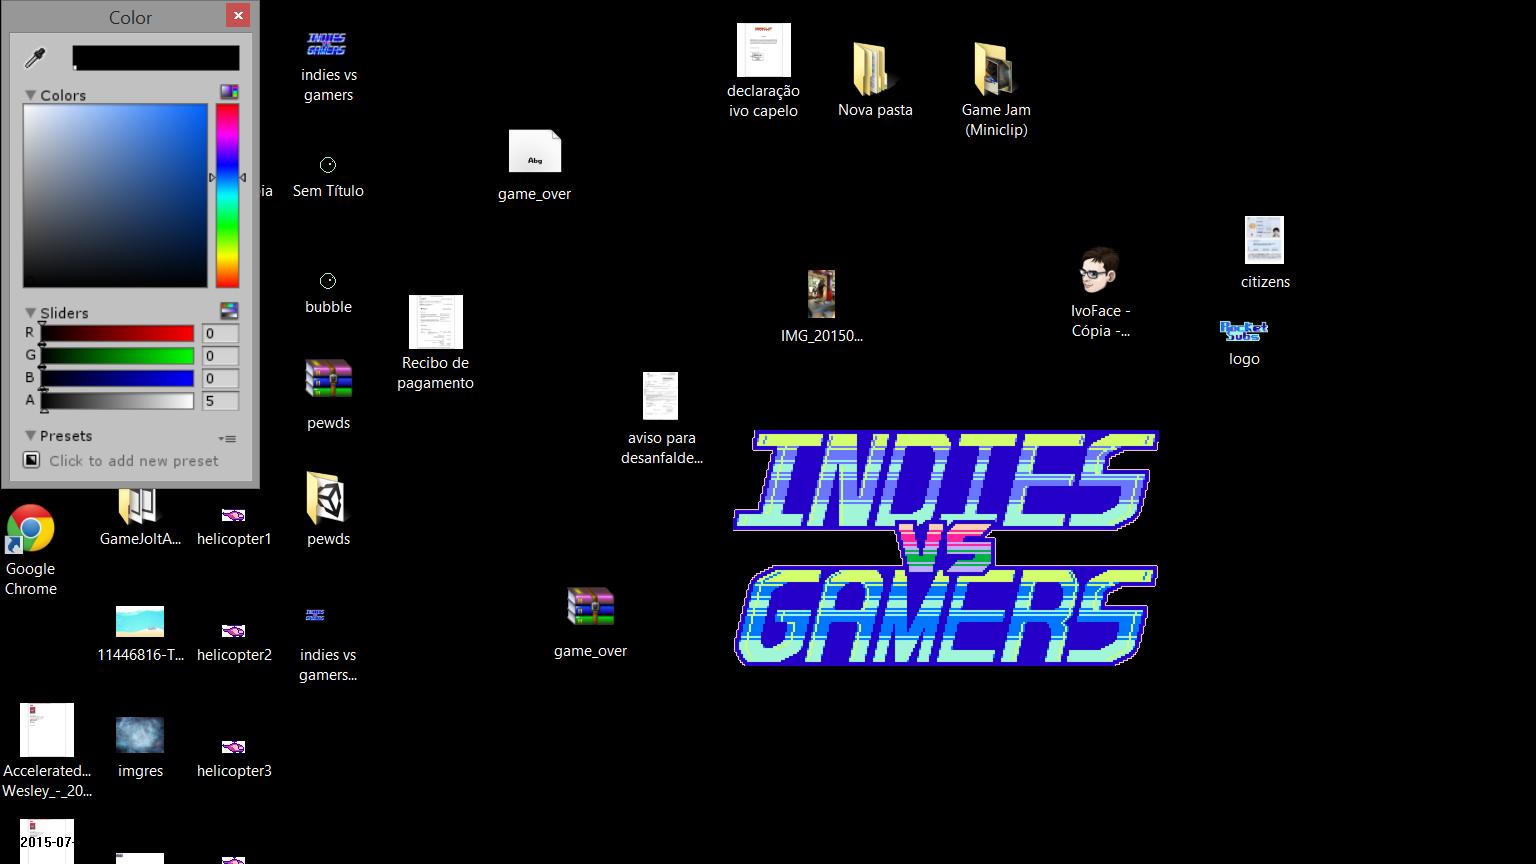 Color
Colors
Sliders
R 0
G 0
B 0
A 5
Presets
Click to add new preset
ia
indies vs
gamers
Sem Título
bubble
pewds
pewds
indies vs
gamers...
Google
Chrome
GameJoltA...
helicopter1
11446816-T...
helicopter2
Accelerated...
Wesley_-_20...
imgres
helicopter3
2015-07-
Abg
game_over
Recibo de
pagamento
game_over
declaração
ivo capelo
Nova pasta
Game Jam
(Miniclip)
IMG_20150...
aviso para
desanfalde...
IvoFace -
Cópia -...
citizens
Rocket
Subs
logo
INDIES
VS
GAMERS